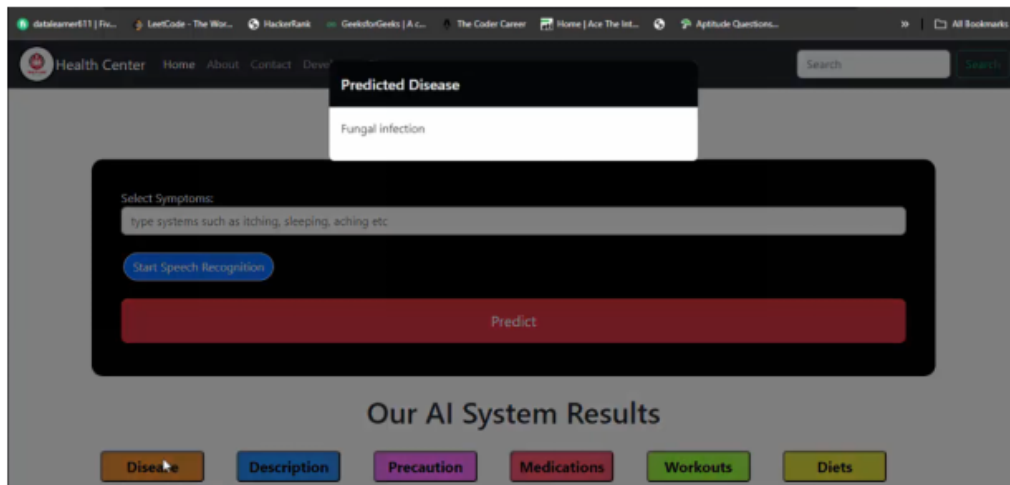 datalearner611 | Fiv... LeetCode - The Wor... HackerRank GeeksforGeeks | A c... The Coder Career Home | Ace The Int... Aptitude Questions... » All Bookmarks
Health Center Home About Contact Search Search
Predicted Disease
Fungal infection
Select Symptoms:
type systems such as itching, sleeping, aching etc
Start Speech Recognition
Predict
Our AI System Results
Disease Description Precaution Medications Workouts Diets